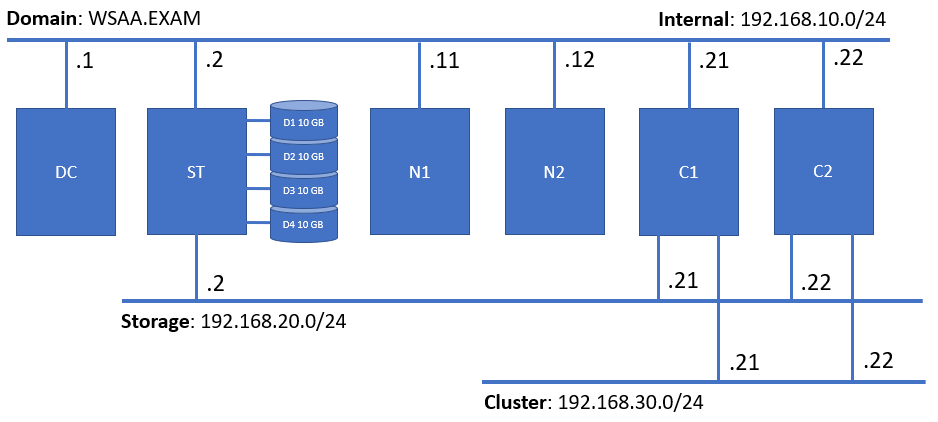 Domain: WSAA.EXAM
Internal: 192.168.10.0/24
.1
.2
.11
.12
.21
.22
DC
ST
D1 10 GB
D2 10 GB
D3 10 GB
D4 10 GB
N1
N2
C1
C2
.2
.21
.22
Storage: 192.168.20.0/24
.21
.22
Cluster: 192.168.30.0/24